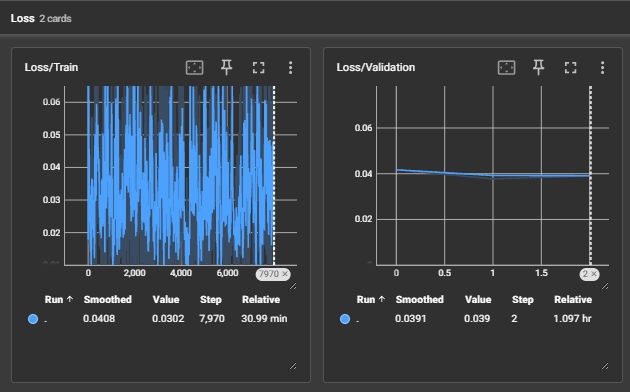 Loss 2 cards
Loss/Train
0.06
0.05
0.04
0.03
0.02
0 2,000 4,000 6,000 7970
Run ↑ Smoothed Value Step Relative
. 0.0408 0.0302 7,970 30.99 min
Loss/Validation
0.06
0.04
0.02
0 0.5 1 1.5 2
Run ↑ Smoothed Value Step Relative
. 0.0391 0.039 2 1.097 hr